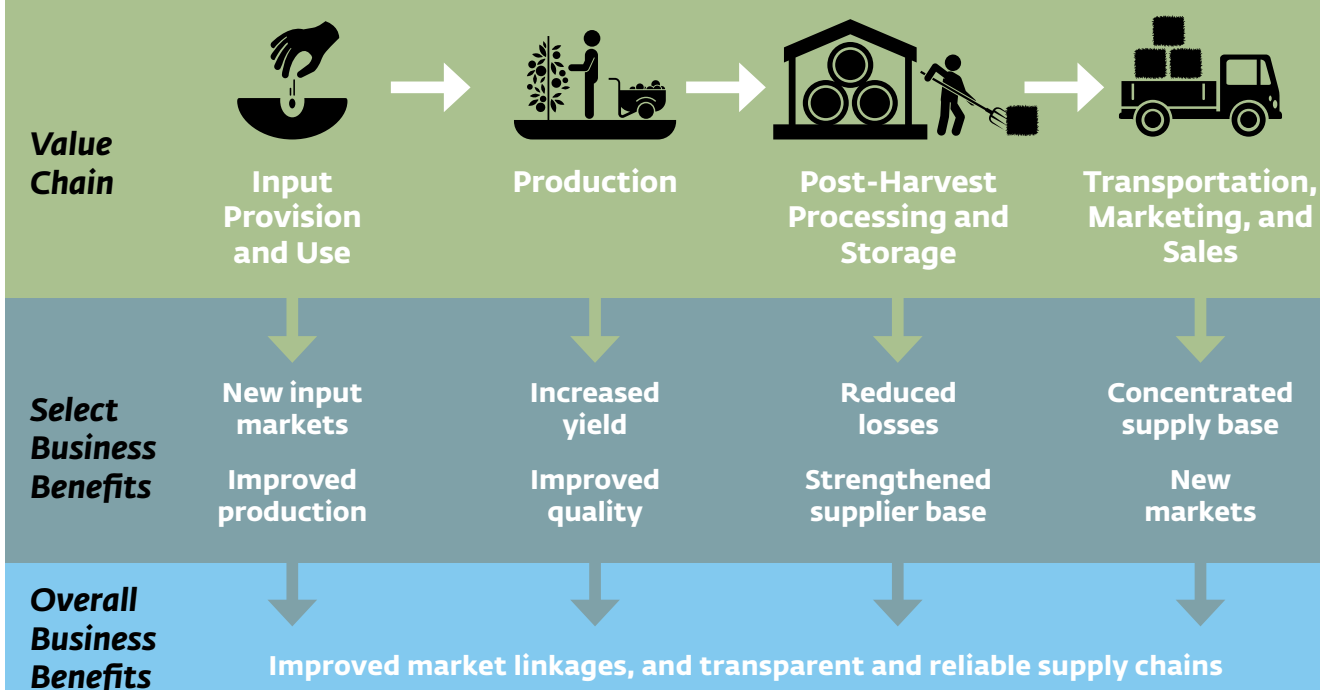 Value
Chain
Input
Provision
and Use
Production
Post-Harvest
Processing and
Storage
Transportation,
Marketing, and
Sales
Select
Business
Benefits
New input
markets
Improved
production
Increased
yield
Improved
quality
Reduced
losses
Strengthened
supplier base
Concentrated
supply base
New
markets
Overall
Business
Benefits
Improved market linkages, and transparent and reliable supply chains